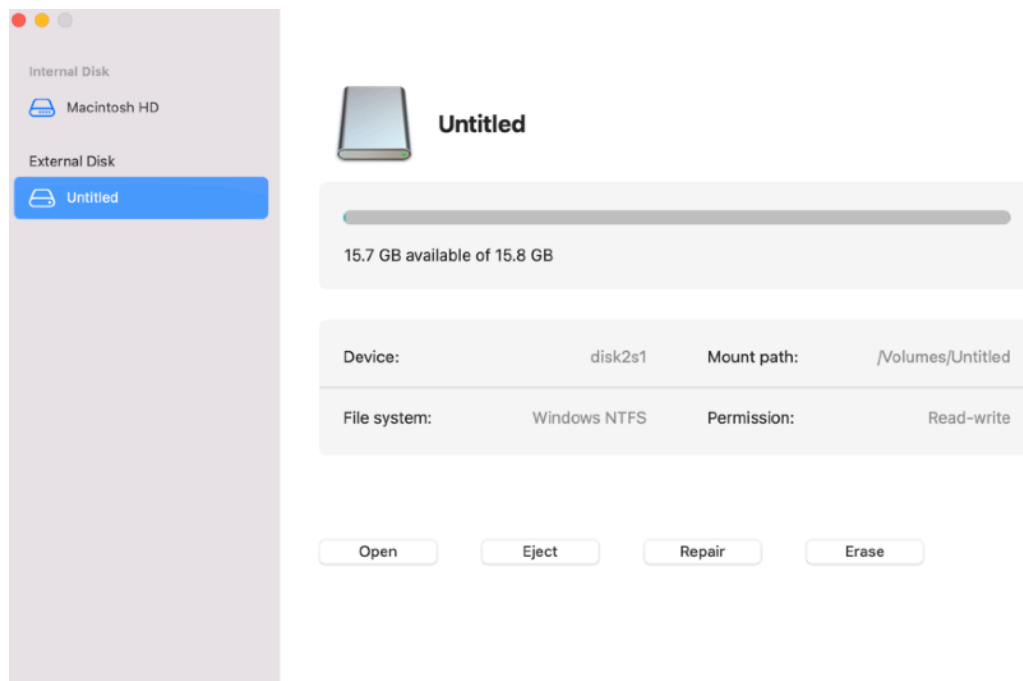 Internal Disk
Macintosh HD
External Disk
Untitled
Untitled
15.7 GB available of 15.8 GB
Device: disk2s1 Mount path: /Volumes/Untitled
File system: Windows NTFS Permission: Read-write
Open Eject Repair Erase